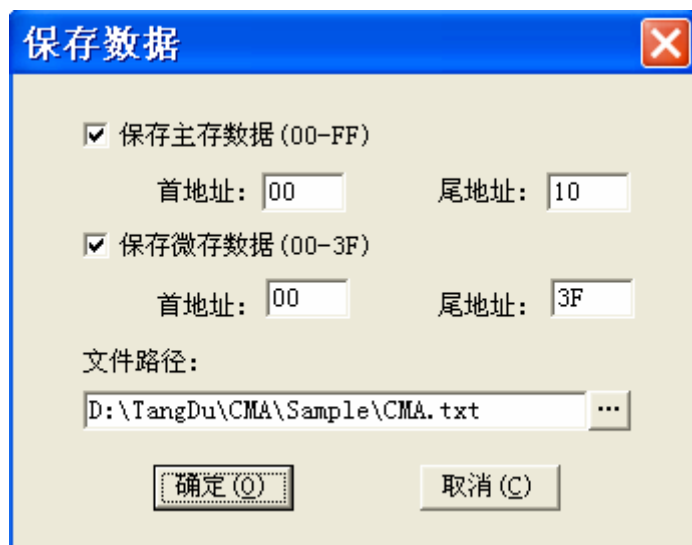 保存数据
保存主存数据(00-FF)
首地址: 00 尾地址: 10
保存微存数据(00-3F)
首地址: 00 尾地址: 3F
文件路径:
D:\TangDu\CMA\Sample\CMA.txt ...
确定(O) 取消(C)